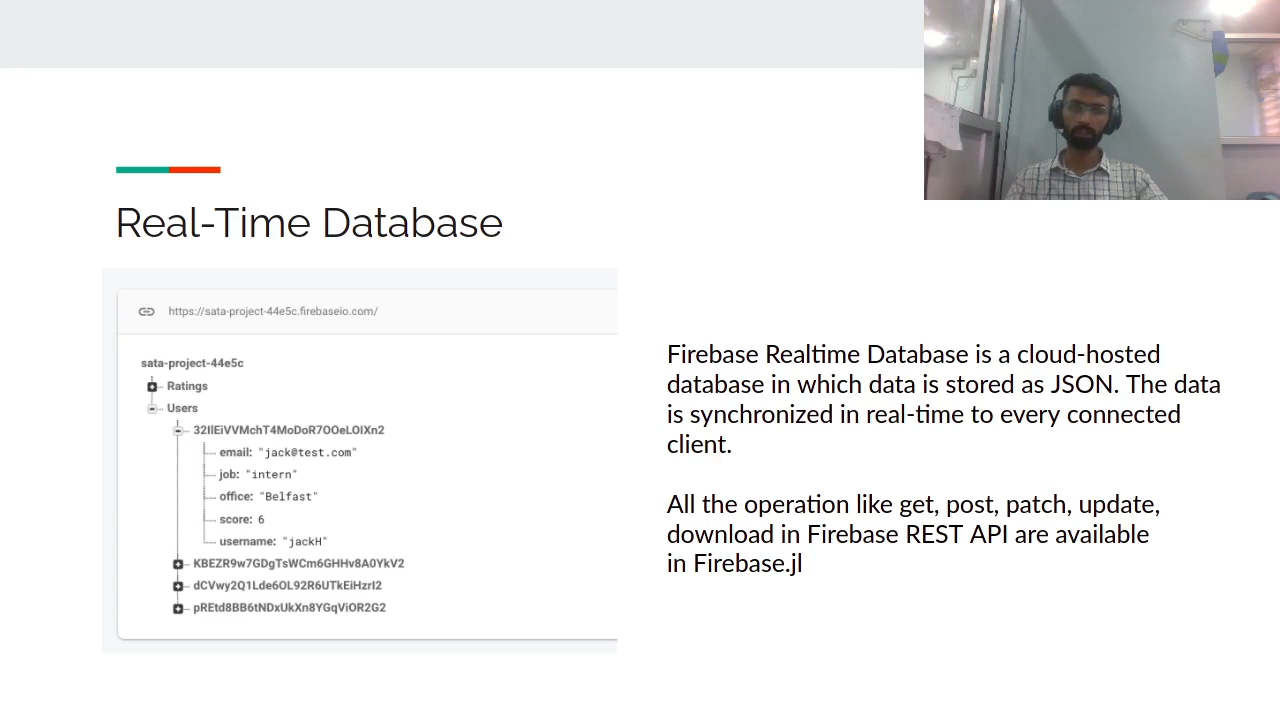 Real-Time Database
https://sata-project-44e5c.firebaseio.com/
sata-project-44e5c
Ratings
Users
32IlEiVVMchT4MoDoR7OOeLOIXn2
email: "jack@test.com"
job: "intern"
office: "Belfast"
score: 6
username: "jackH"
KBEZR9w7GDgTsWCm6GHHv8A0YkV2
dCVwy2Q1Lde6OL92R6UTkEiHzrI2
pREtd8BB6tNDxUkXn8YGqViOR2G2
Firebase Realtime Database is a cloud-hosted
database in which data is stored as JSON. The data
is synchronized in real-time to every connected
client.
All the operation like get, post, patch, update,
download in Firebase REST API are available
in Firebase.jl